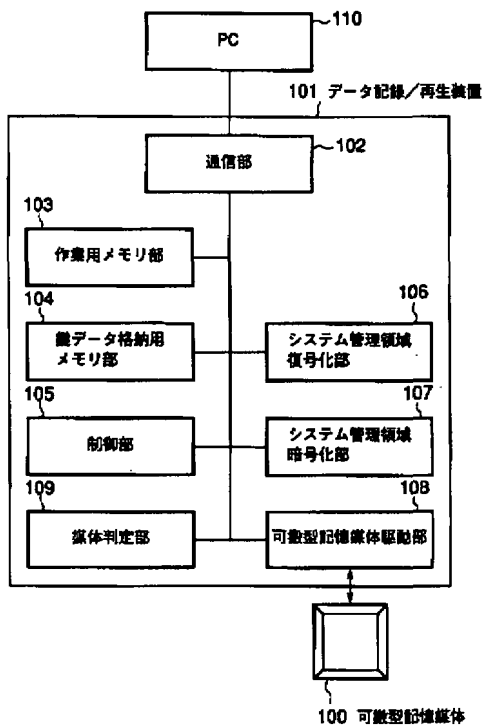 110
PC
101 データ記録／再生装置
102
通信部
103
作業用メモリ部
104
鍵データ格納用
メモリ部
106
システム管理領域
復号化部
105
制御部
107
システム管理領域
暗号化部
109
媒体判定部
108
可搬型記憶媒体駆動部
100 可搬型記憶媒体